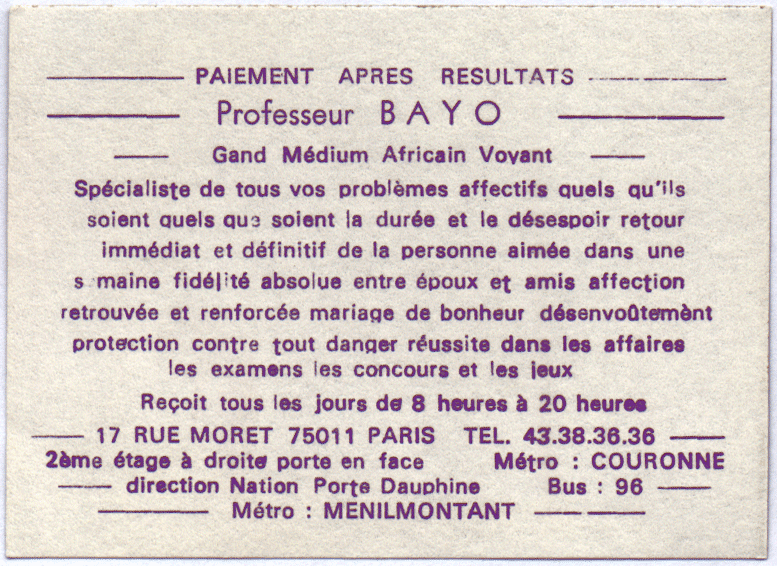 PAIEMENT APRES RESULTATS
Professeur BAYO
Gand Médium Africain Voyant
Spécialiste de tous vos problèmes affectifs quels qu'ils
soient quels que soient la durée et le désespoir retour
immédiat et définitif de la personne aimée dans une
s maine fidélité absolue entre époux et amis affection
retrouvée et renforcée mariage de bonheur désenvoûtemènt
protection contre tout danger réussite dans les affaires
les examens les concours et les jeux
Reçoit tous les jours de 8 heures à 20 heures
17 RUE MORET 75011 PARIS TEL. 43.38.36.36
2ème étage à droite porte en face Métro : COURONNE
direction Nation Porte Dauphine Bus : 96
Métro : MENILMONTANT